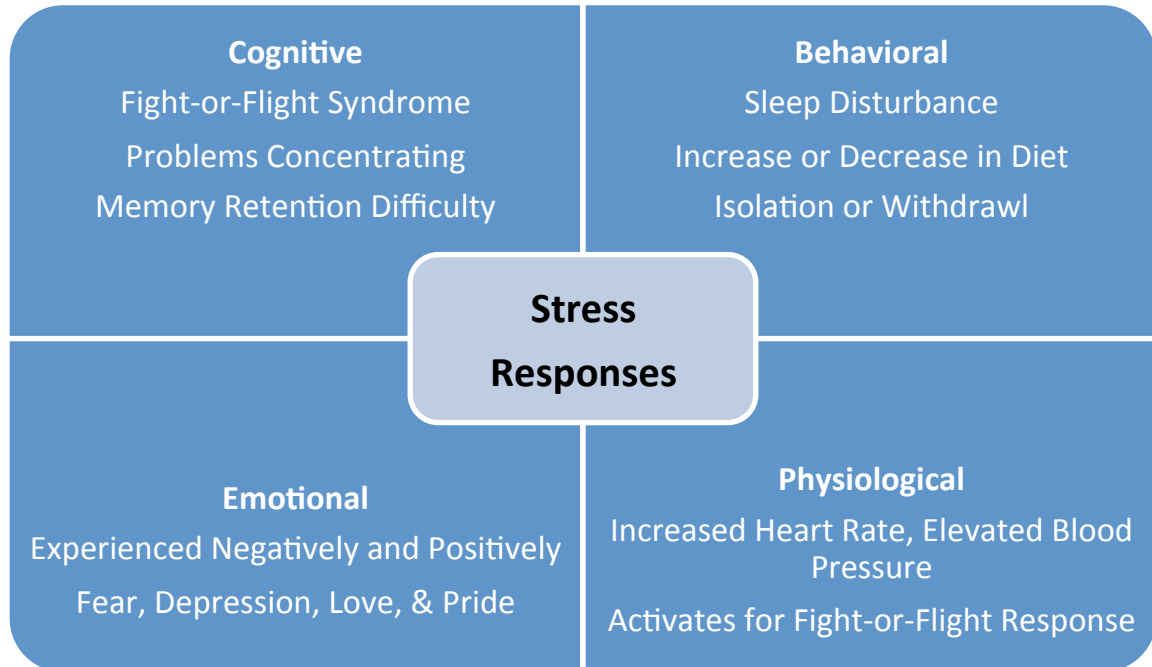 Cognitive
Fight-or-Flight Syndrome
Problems Concentrating
Memory Retention Difficulty
Behavioral
Sleep Disturbance
Increase or Decrease in Diet
Isolation or Withdrawl
Stress
Responses
Emotional
Experienced Negatively and Positively
Fear, Depression, Love, & Pride
Physiological
Increased Heart Rate, Elevated Blood
Pressure
Activates for Fight-or-Flight Response